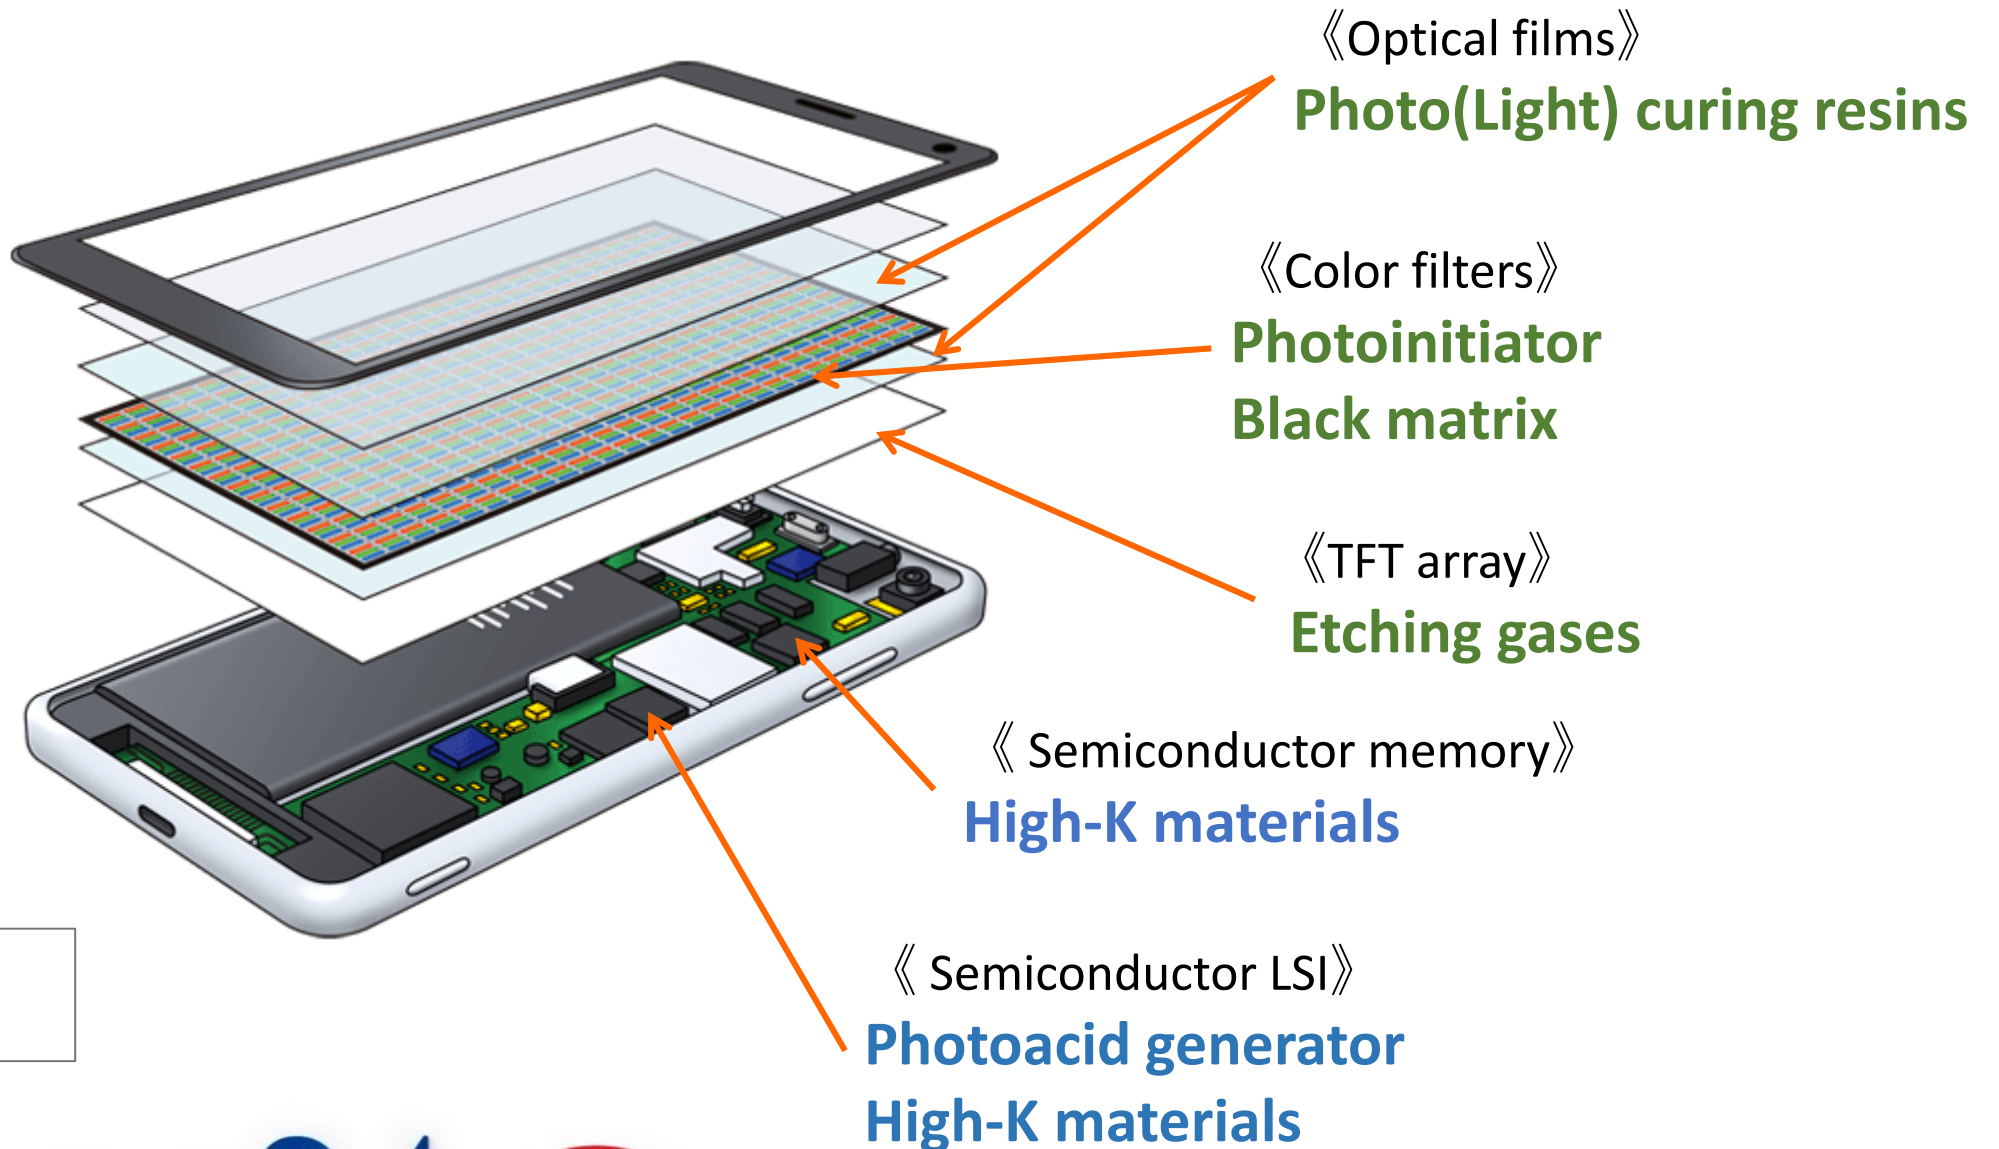 《Optical films》
Photo(Light) curing resins
《Color filters》
Photoinitiator
Black matrix
《TFT array》
Etching gases
《 Semiconductor memory》
High-K materials
《 Semiconductor LSI》
Photoacid generator
High-K materials